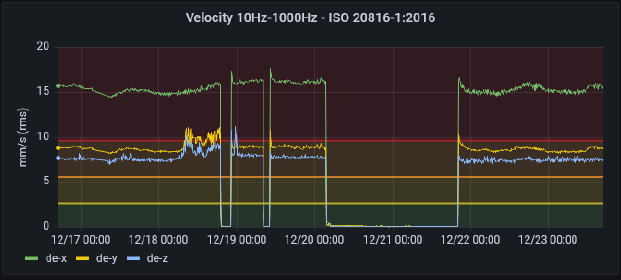 Velocity 10Hz-1000Hz - ISO 20816-1:2016
20
15
10
5
0
mm/s (rms)
12/17 00:00 12/18 00:00 12/19 00:00 12/20 00:00 12/21 00:00 12/22 00:00 12/23 00:00
de-x de-y de-z